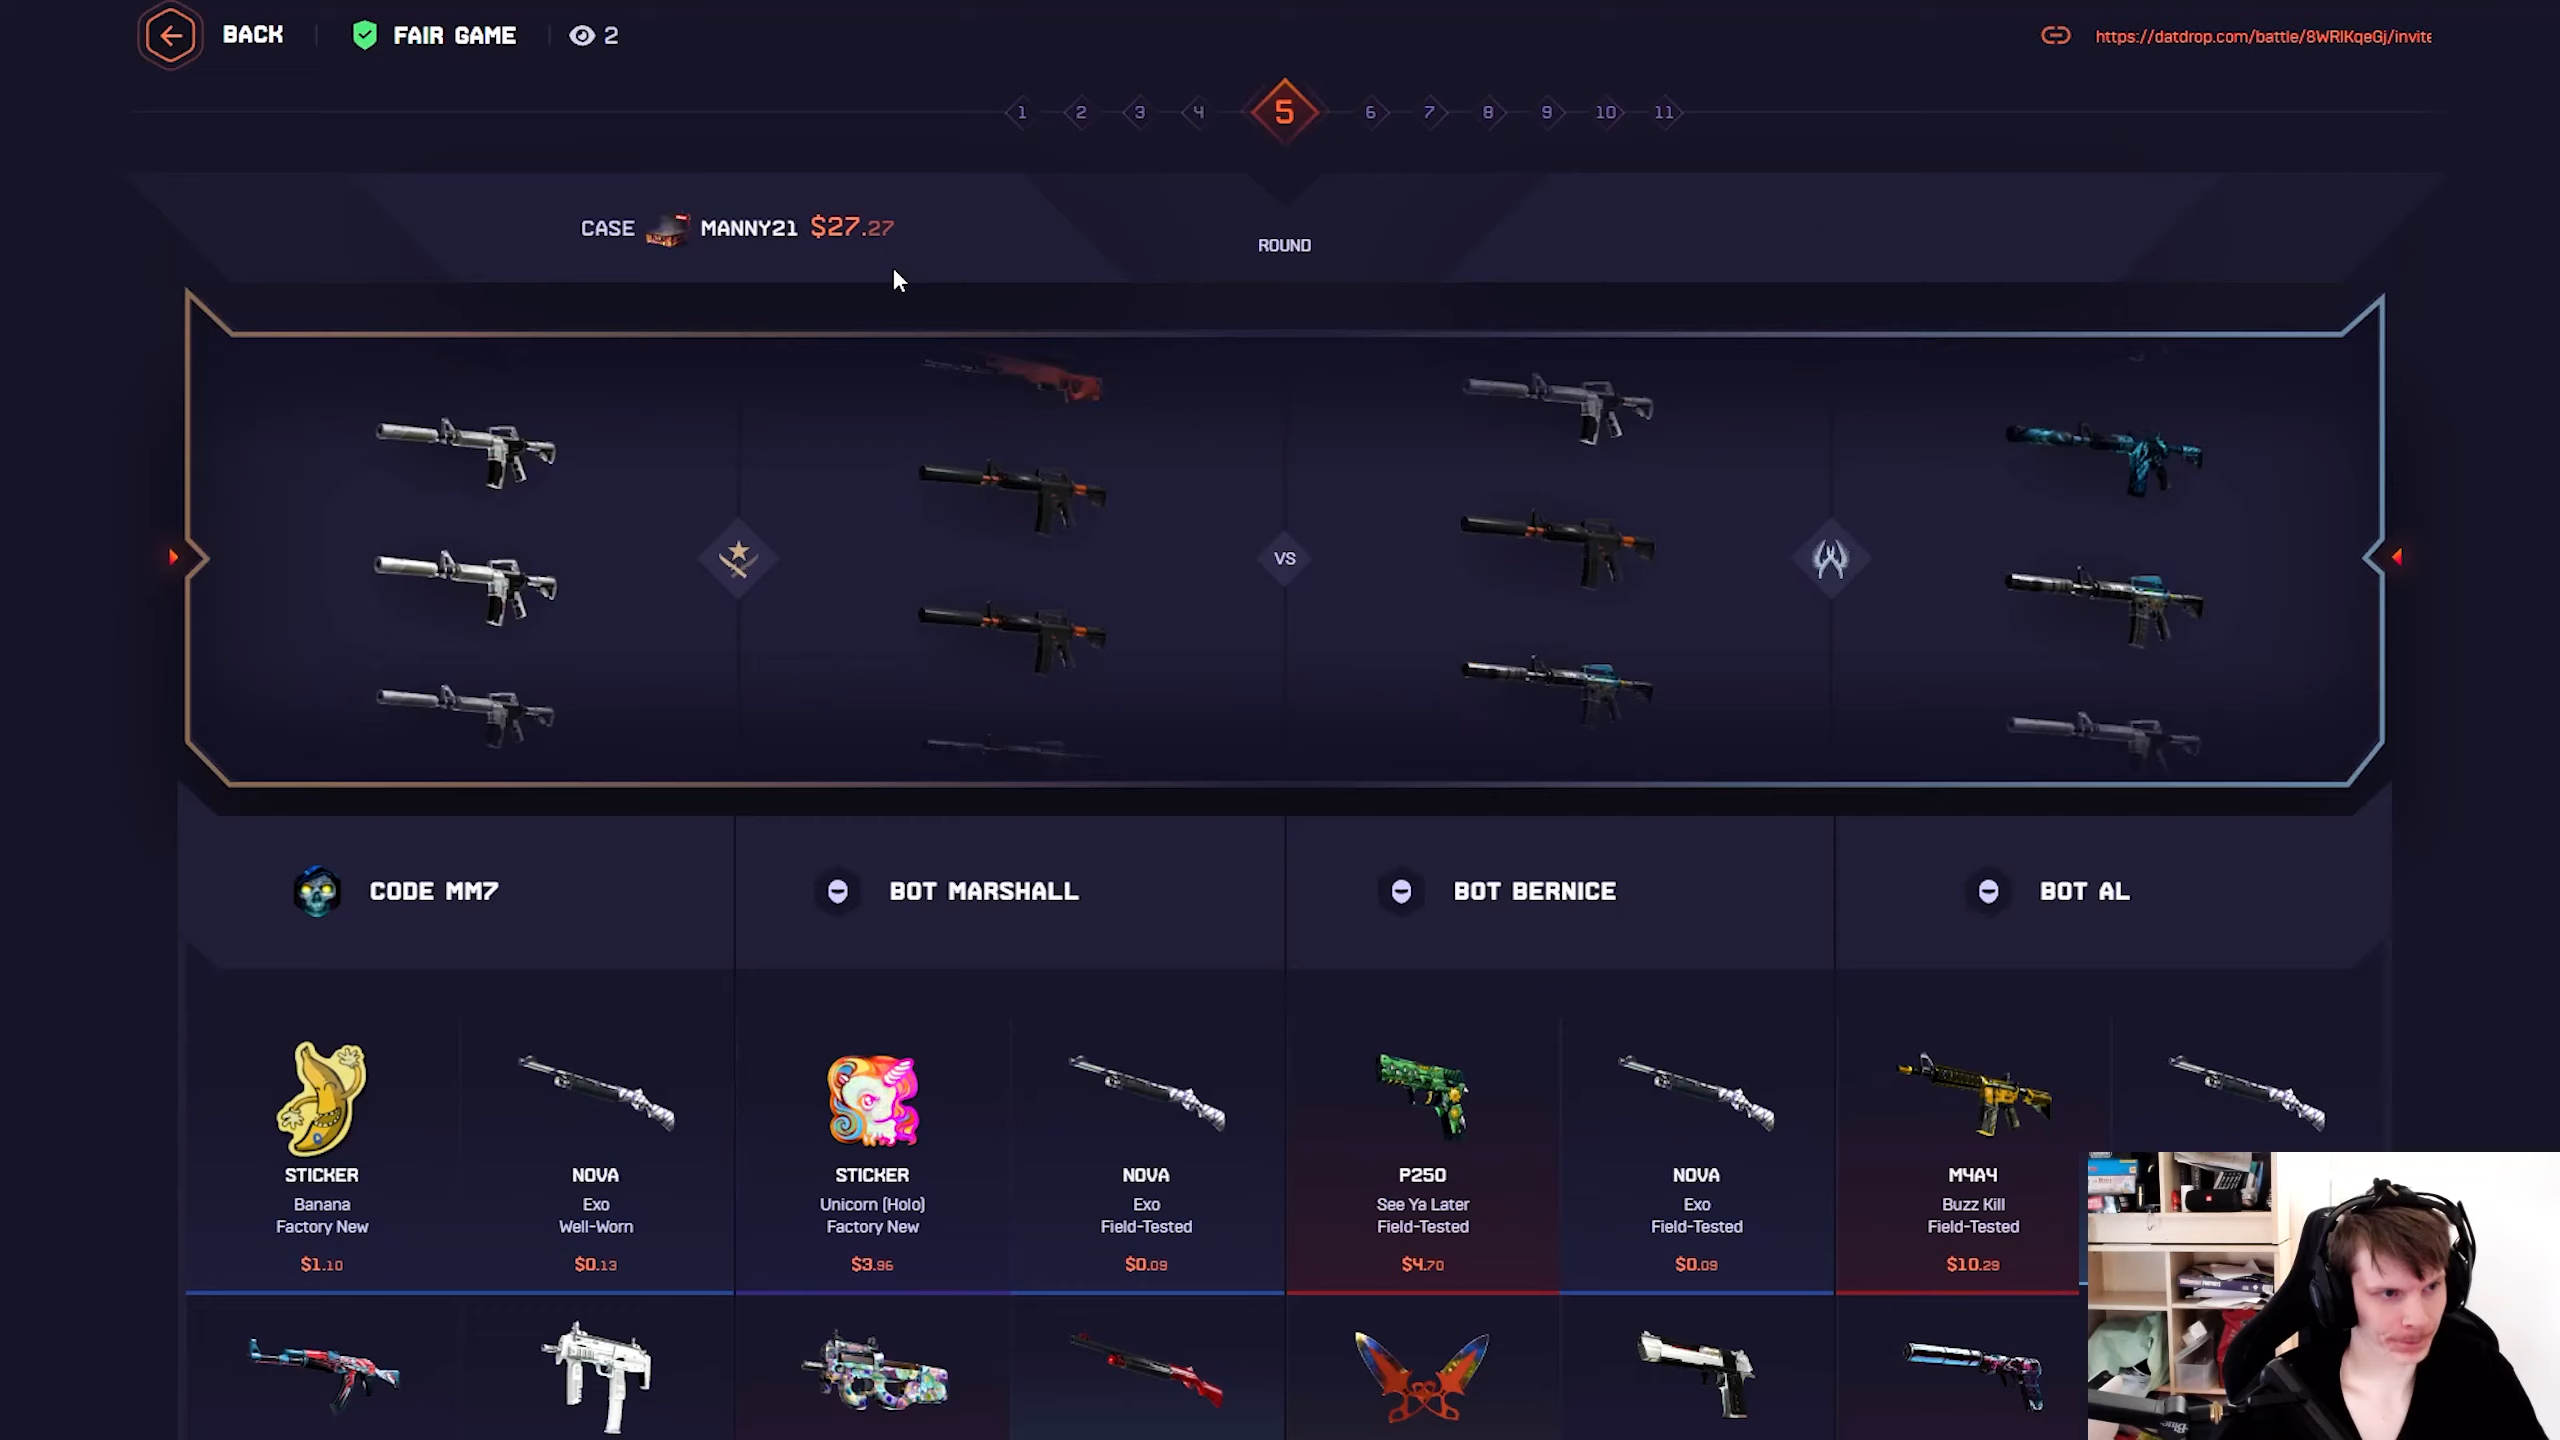 BACK
FAIR GAME
2
https://datdrop.com/battle/8WRlKqeGj/invite
1 2 3 4 5 6 7 8 9 10 11
CASE MANNY21 $27.27
ROUND
VS
CODE MM7
BOT MARSHALL
BOT BERNICE
BOT AL
STICKER
Banana
Factory New
$1.10
NOVA
Exo
Well-Worn
$0.13
STICKER
Unicorn (Holo)
Factory New
$3.96
NOVA
Exo
Field-Tested
$0.09
P250
See Ya Later
Field-Tested
$4.70
NOVA
Exo
Field-Tested
$0.09
M4A4
Buzz Kill
Field-Tested
$10.29